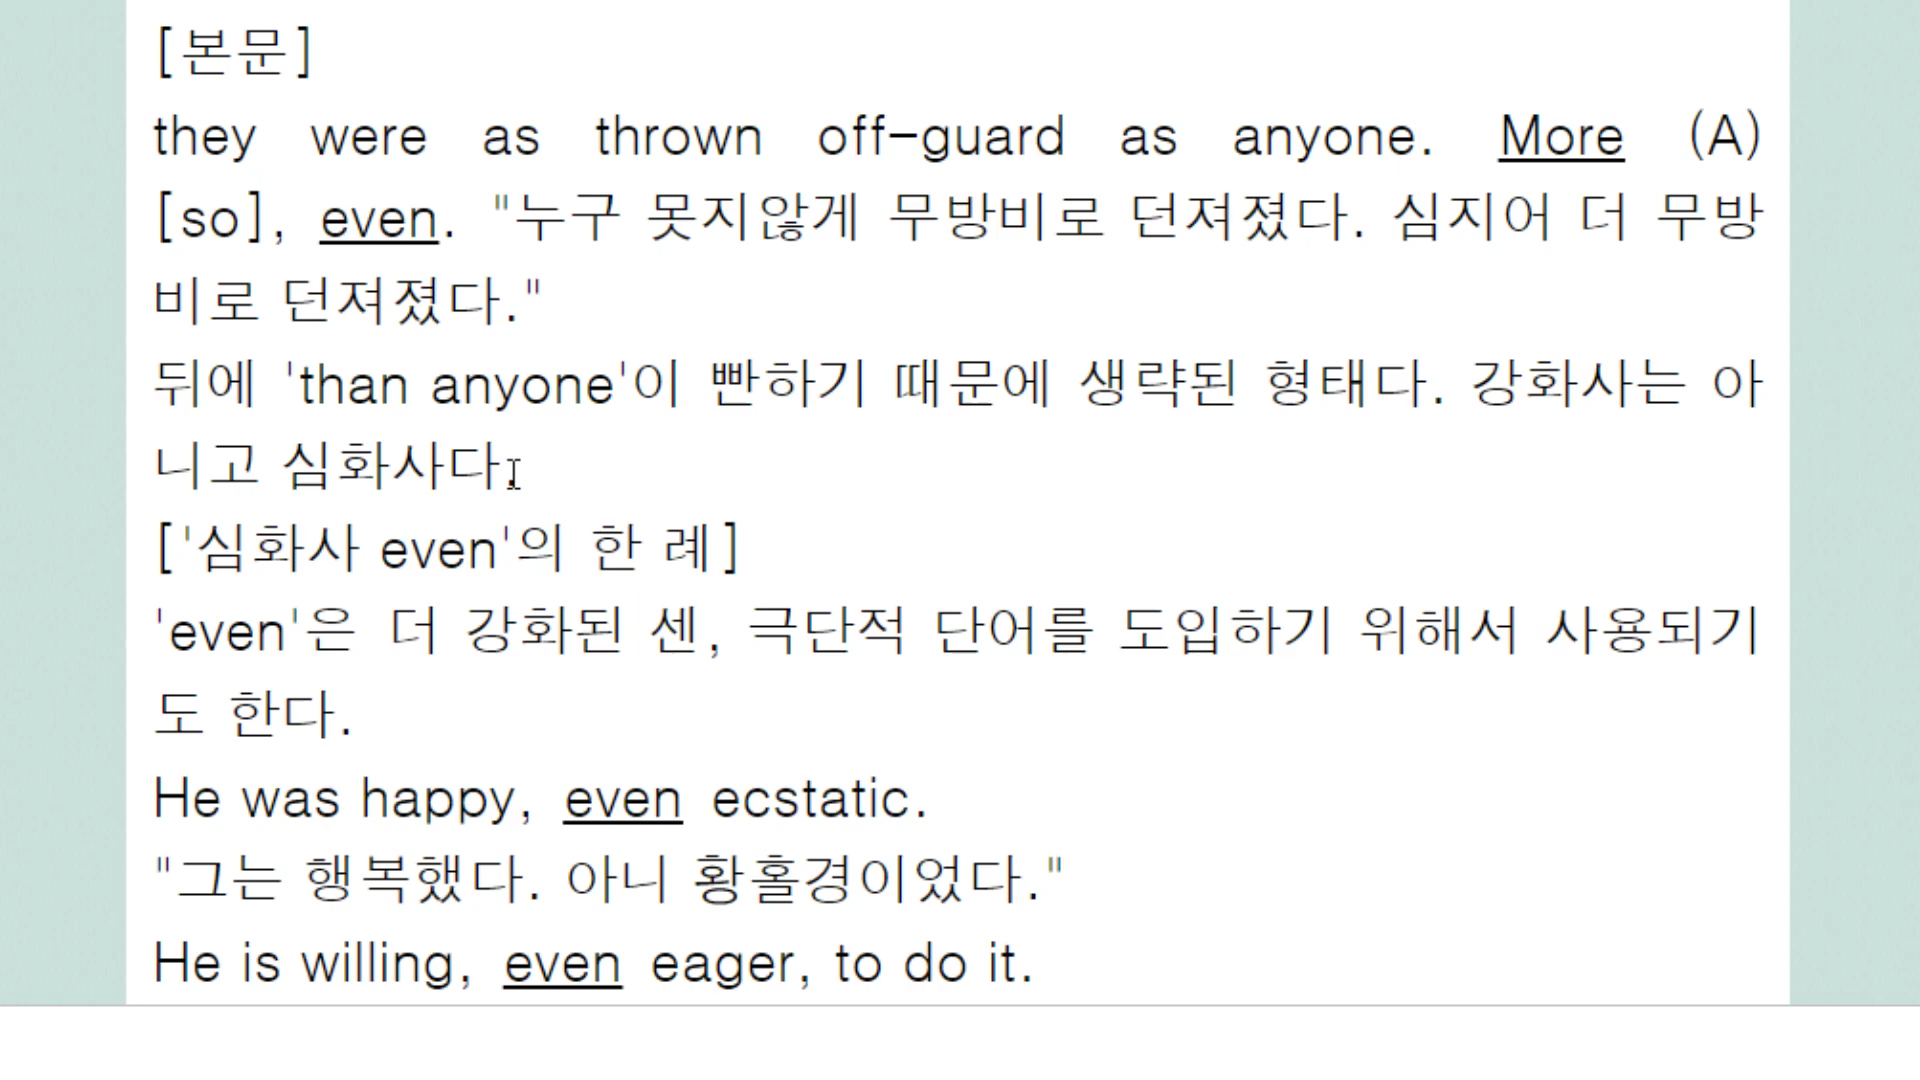 [본문]
they were as thrown off-guard as anyone. More (A)
[so], even. "누구 못지않게 무방비로 던져졌다. 심지어 더 무방
비로 던져졌다."
뒤에 'than anyone'이 빤하기 때문에 생략된 형태다. 강화사는 아
니고 심화사다.
['심화사 even'의 한 례]
'even'은 더 강화된 센, 극단적 단어를 도입하기 위해서 사용되기
도 한다.
He was happy, even ecstatic.
"그는 행복했다. 아니 황홀경이었다."
He is willing, even eager, to do it.